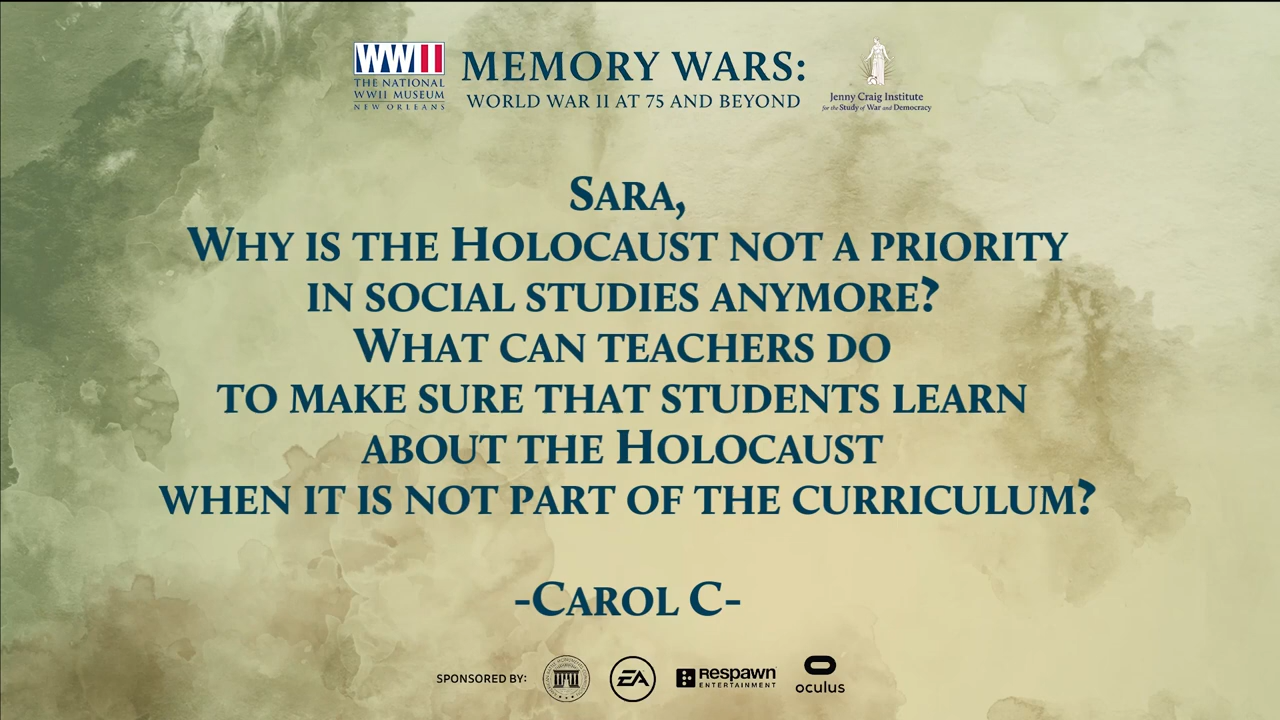 WWII
THE NATIONAL
WWII MUSEUM
NEW ORLEANS
MEMORY WARS:
WORLD WAR II AT 75 AND BEYOND
Jenny Craig Institute
for the Study of War and Democracy
SARA,
WHY IS THE HOLOCAUST NOT A PRIORITY
IN SOCIAL STUDIES ANYMORE?
WHAT CAN TEACHERS DO
TO MAKE SURE THAT STUDENTS LEARN
ABOUT THE HOLOCAUST
WHEN IT IS NOT PART OF THE CURRICULUM?
-CAROL C-
SPONSORED BY:
EA
RESPAWN
ENTERTAINMENT
oculus